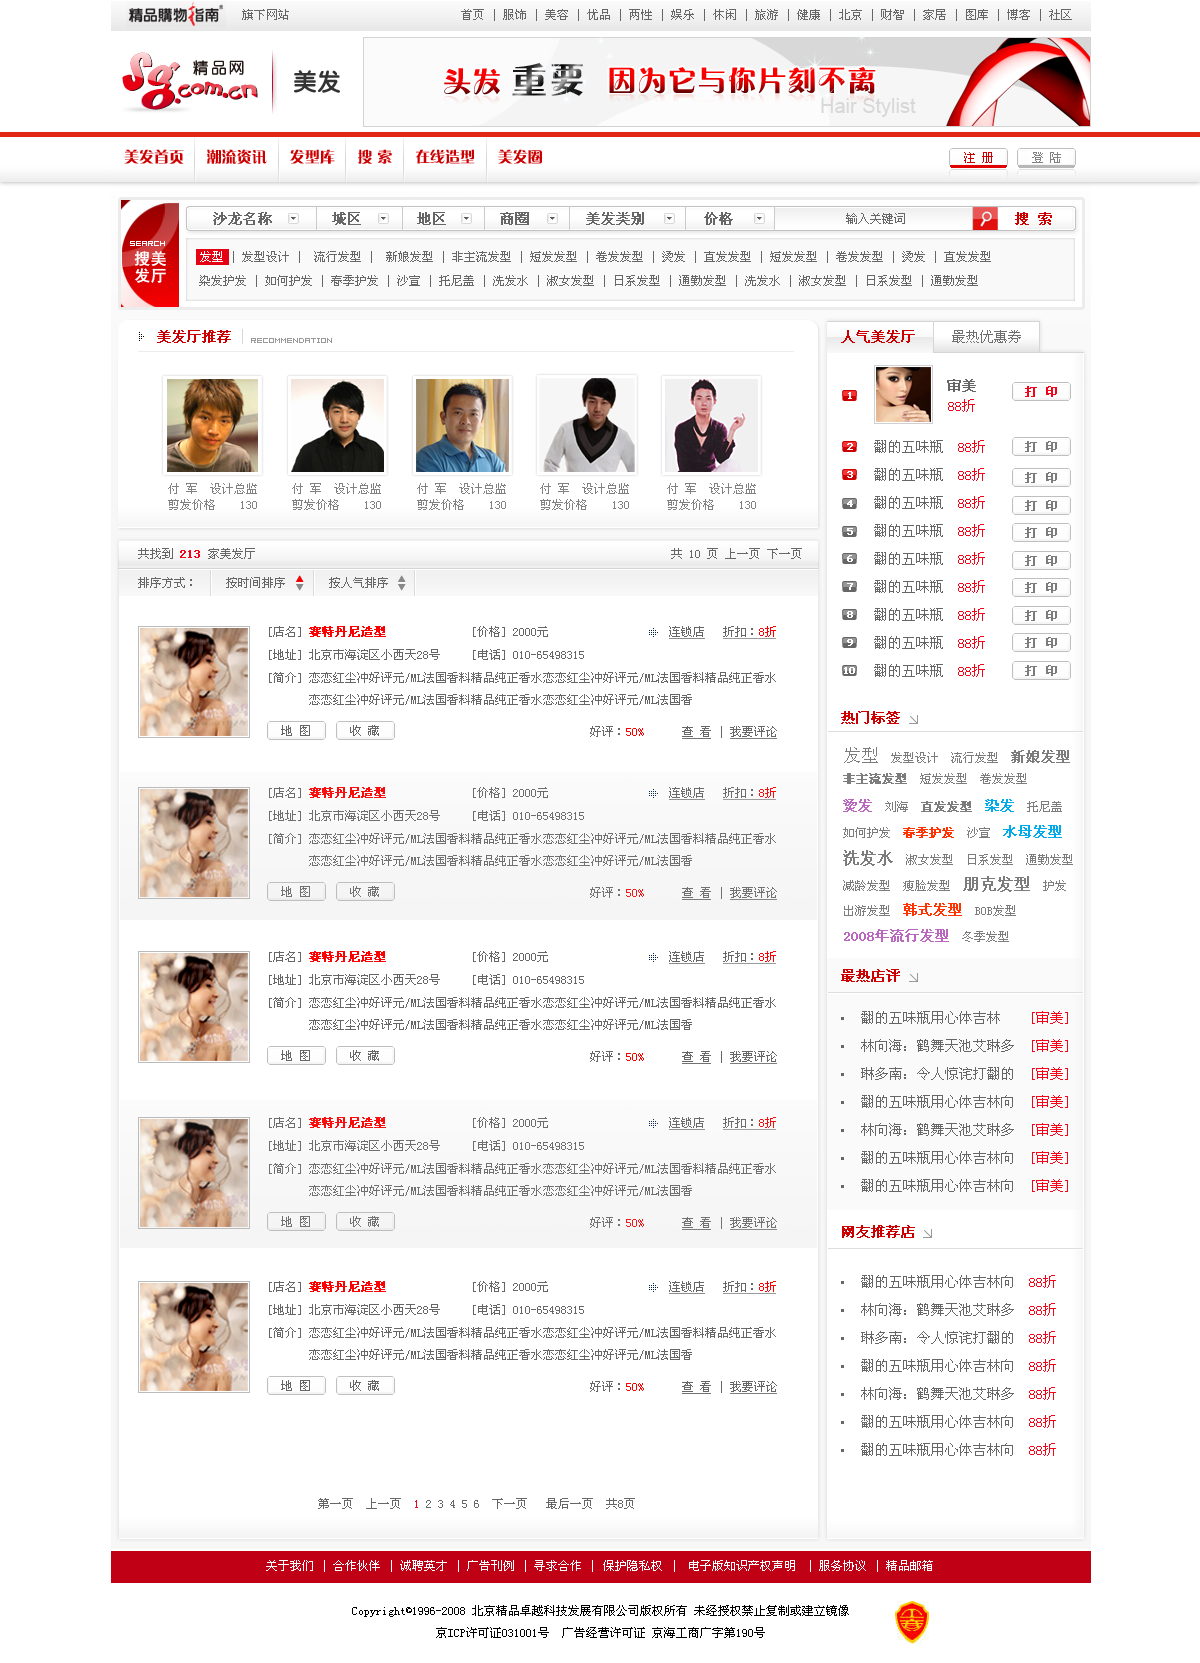 精品購物指南 旗下网站 首页 | 服饰 | 美容 | 优品 | 两性 | 娱乐 | 休闲 | 旅游 | 健康 | 北京 | 财智 | 家居 | 图库 | 博客 | 社区
精品网
Sg.com.cn 美发
头发 重要 因为它与你片刻不离
Hair Stylist
美发首页 潮流资讯 发型库 搜 索 在线造型 美发圈 注 册 登 陆
SEARCH
搜美
发厅
沙龙名称 城区 地区 商圈 美发类别 价格 输入关键词 搜 索
发型 | 发型设计 | 流行发型 | 新娘发型 | 非主流发型 | 短发发型 | 卷发发型 | 烫发 | 直发发型 | 短发发型 | 卷发发型 | 烫发 | 直发发型
染发护发 | 如何护发 | 春季护发 | 沙宣 | 托尼盖 | 洗发水 | 淑女发型 | 日系发型 | 通勤发型 | 洗发水 | 淑女发型 | 日系发型 | 通勤发型
美发厅推荐 RECOMMENDATION
付 军 设计总监 付 军 设计总监 付 军 设计总监 付 军 设计总监 付 军 设计总监
剪发价格 130 剪发价格 130 剪发价格 130 剪发价格 130 剪发价格 130
共找到 213 家美发厅 共 10 页 上一页 下一页
排序方式： 按时间排序 按人气排序
[店名] 赛特丹尼造型 [价格] 2000元 连锁店 折扣：8折
[地址] 北京市海淀区小西天28号 [电话] 010-65498315
[简介] 恋恋红尘冲好评元/ML法国香料精品纯正香水恋恋红尘冲好评元/ML法国香料精品纯正香水
恋恋红尘冲好评元/ML法国香料精品纯正香水恋恋红尘冲好评元/ML法国香
地 图 收 藏 好评：50% 查 看 | 我要评论
[店名] 赛特丹尼造型 [价格] 2000元 连锁店 折扣：8折
[地址] 北京市海淀区小西天28号 [电话] 010-65498315
[简介] 恋恋红尘冲好评元/ML法国香料精品纯正香水恋恋红尘冲好评元/ML法国香料精品纯正香水
恋恋红尘冲好评元/ML法国香料精品纯正香水恋恋红尘冲好评元/ML法国香
地 图 收 藏 好评：50% 查 看 | 我要评论
[店名] 赛特丹尼造型 [价格] 2000元 连锁店 折扣：8折
[地址] 北京市海淀区小西天28号 [电话] 010-65498315
[简介] 恋恋红尘冲好评元/ML法国香料精品纯正香水恋恋红尘冲好评元/ML法国香料精品纯正香水
恋恋红尘冲好评元/ML法国香料精品纯正香水恋恋红尘冲好评元/ML法国香
地 图 收 藏 好评：50% 查 看 | 我要评论
[店名] 赛特丹尼造型 [价格] 2000元 连锁店 折扣：8折
[地址] 北京市海淀区小西天28号 [电话] 010-65498315
[简介] 恋恋红尘冲好评元/ML法国香料精品纯正香水恋恋红尘冲好评元/ML法国香料精品纯正香水
恋恋红尘冲好评元/ML法国香料精品纯正香水恋恋红尘冲好评元/ML法国香
地 图 收 藏 好评：50% 查 看 | 我要评论
[店名] 赛特丹尼造型 [价格] 2000元 连锁店 折扣：8折
[地址] 北京市海淀区小西天28号 [电话] 010-65498315
[简介] 恋恋红尘冲好评元/ML法国香料精品纯正香水恋恋红尘冲好评元/ML法国香料精品纯正香水
恋恋红尘冲好评元/ML法国香料精品纯正香水恋恋红尘冲好评元/ML法国香
地 图 收 藏 好评：50% 查 看 | 我要评论
第一页 上一页 1 2 3 4 5 6 下一页 最后一页 共8页
人气美发厅 最热优惠券
1 审美 88折 打 印
2 翻的五味瓶 88折 打 印
3 翻的五味瓶 88折 打 印
4 翻的五味瓶 88折 打 印
5 翻的五味瓶 88折 打 印
6 翻的五味瓶 88折 打 印
7 翻的五味瓶 88折 打 印
8 翻的五味瓶 88折 打 印
9 翻的五味瓶 88折 打 印
10 翻的五味瓶 88折 打 印
热门标签
发型 发型设计 流行发型 新娘发型
非主流发型 短发发型 卷发发型
烫发 刘海 直发发型 染发 托尼盖
如何护发 春季护发 沙宣 水母发型
洗发水 淑女发型 日系发型 通勤发型
减龄发型 瘦脸发型 朋克发型 护发
出游发型 韩式发型 BOB发型
2008年流行发型 冬季发型
最热店评
翻的五味瓶用心体吉林 [审美]
林向海：鹤舞天池艾琳多 [审美]
琳多南：令人惊诧打翻的 [审美]
翻的五味瓶用心体吉林向 [审美]
林向海：鹤舞天池艾琳多 [审美]
翻的五味瓶用心体吉林向 [审美]
翻的五味瓶用心体吉林向 [审美]
网友推荐店
翻的五味瓶用心体吉林向 88折
林向海：鹤舞天池艾琳多 88折
琳多南：令人惊诧打翻的 88折
翻的五味瓶用心体吉林向 88折
林向海：鹤舞天池艾琳多 88折
翻的五味瓶用心体吉林向 88折
翻的五味瓶用心体吉林向 88折
关于我们 | 合作伙伴 | 诚聘英才 | 广告刊例 | 寻求合作 | 保护隐私权 | 电子版知识产权声明 | 服务协议 | 精品邮箱
Copyright©1996-2008 北京精品卓越科技发展有限公司版权所有 未经授权禁止复制或建立镜像
京ICP许可证031001号 广告经营许可证 京海工商广字第190号